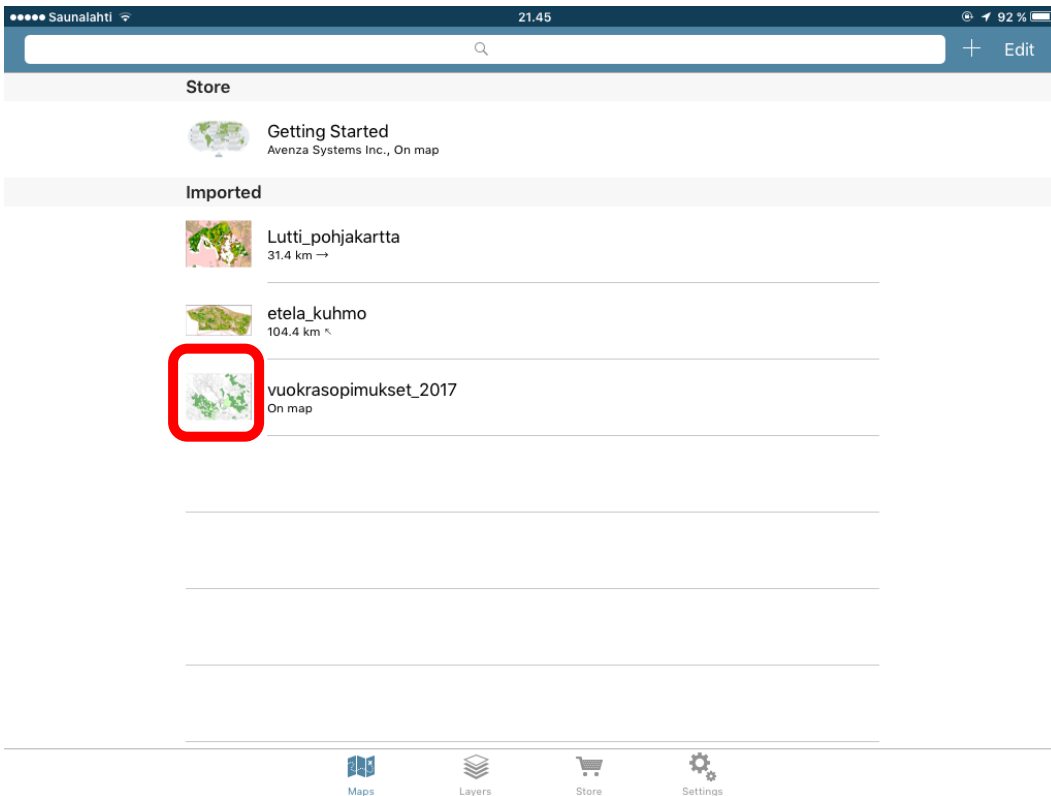 Saunalahti 21.45 92 %
Edit
Store
Getting Started
Avenza Systems Inc., On map
Imported
Lutti_pohjakartta
31.4 km →
etela_kuhmo
104.4 km ↖
vuokrasopimukset_2017
On map
Maps Layers Store Settings